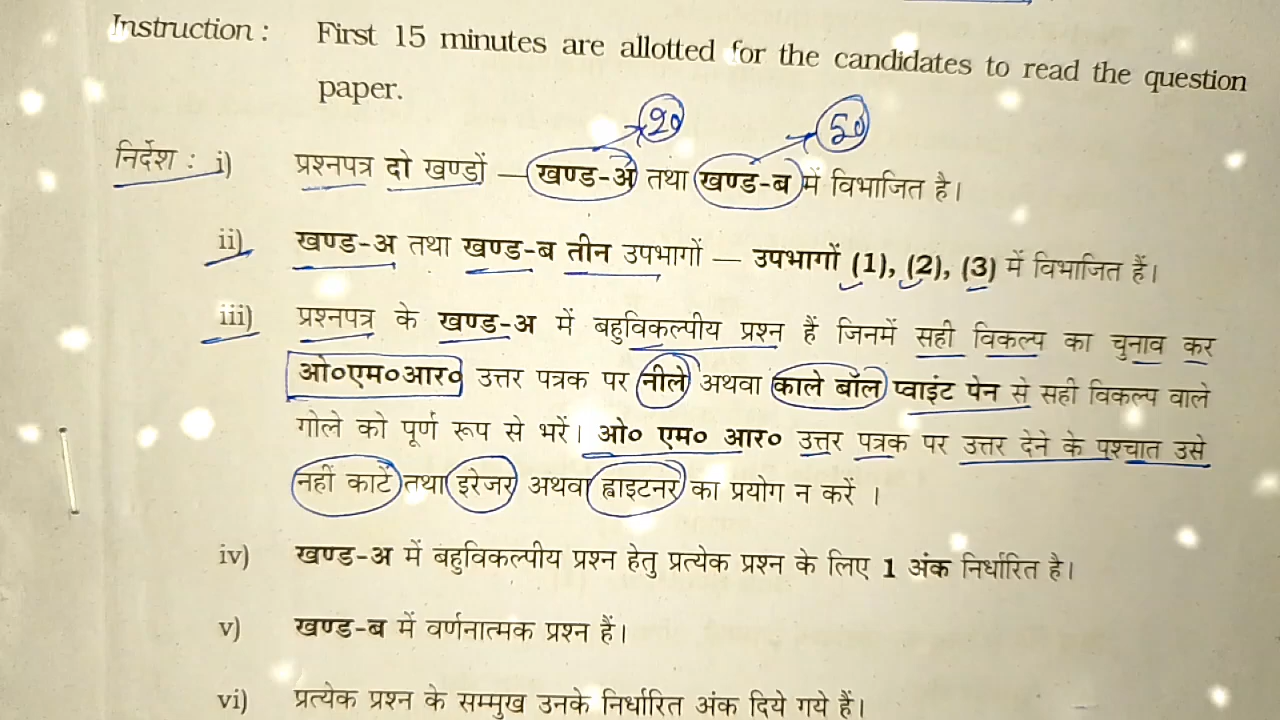 Instruction : First 15 minutes are allotted for the candidates to read the question
paper.
20 50
निर्देश : i) प्रश्नपत्र दो खण्डों — खण्ड-अ तथा खण्ड-ब में विभाजित है।
ii) खण्ड-अ तथा खण्ड-ब तीन उपभागों — उपभागों (1), (2), (3) में विभाजित हैं।
iii) प्रश्नपत्र के खण्ड-अ में बहुविकल्पीय प्रश्न हैं जिनमें सही विकल्प का चुनाव कर
ओ०एम०आर० उत्तर पत्रक पर नीले अथवा काले बॉल प्वाइंट पेन से सही विकल्प वाले
गोले को पूर्ण रूप से भरें। ओ० एम० आर० उत्तर पत्रक पर उत्तर देने के पश्चात उसे
नहीं काटें तथा इरेजर अथवा ह्वाइटनर का प्रयोग न करें ।
iv) खण्ड-अ में बहुविकल्पीय प्रश्न हेतु प्रत्येक प्रश्न के लिए 1 अंक निर्धारित है।
v) खण्ड-ब में वर्णनात्मक प्रश्न हैं।
vi) प्रत्येक प्रश्न के सम्मुख उनके निर्धारित अंक दिये गये हैं।